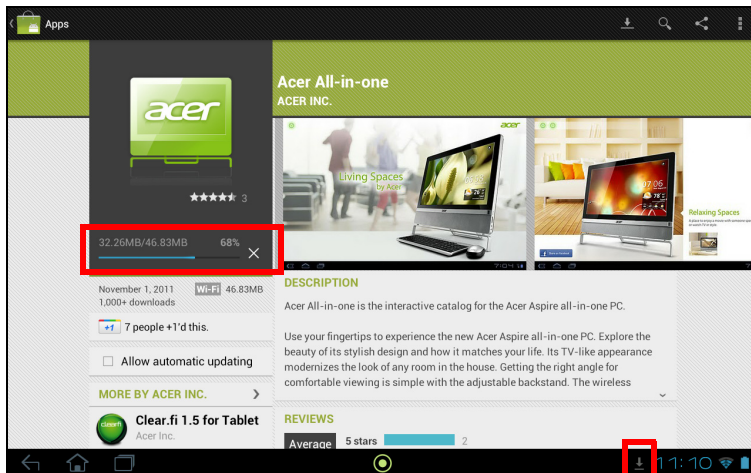 Apps
acer
3
32.26MB/46.83MB 68%
November 1, 2011 Wi-Fi 46.83MB
1,000+ downloads
+1 7 people +1'd this.
Allow automatic updating
MORE BY ACER INC.
clear.fi
Clear.fi 1.5 for Tablet
Acer Inc.
Acer All-in-one
ACER INC.
acer
Living Spaces
by Acer
7:04
07:05
Relaxing Spaces
DESCRIPTION
Acer All-in-one is the interactive catalog for the Acer Aspire all-in-one PC.
Use your fingertips to experience the new Acer Aspire all-in-one PC. Explore the
beauty of its stylish design and how it matches your life. Its TV-like appearance
modernizes the look of any room in the house. Getting the right angle for
comfortable viewing is simple with the adjustable backstand. The wireless
REVIEWS
Average 5 stars 2
11:10